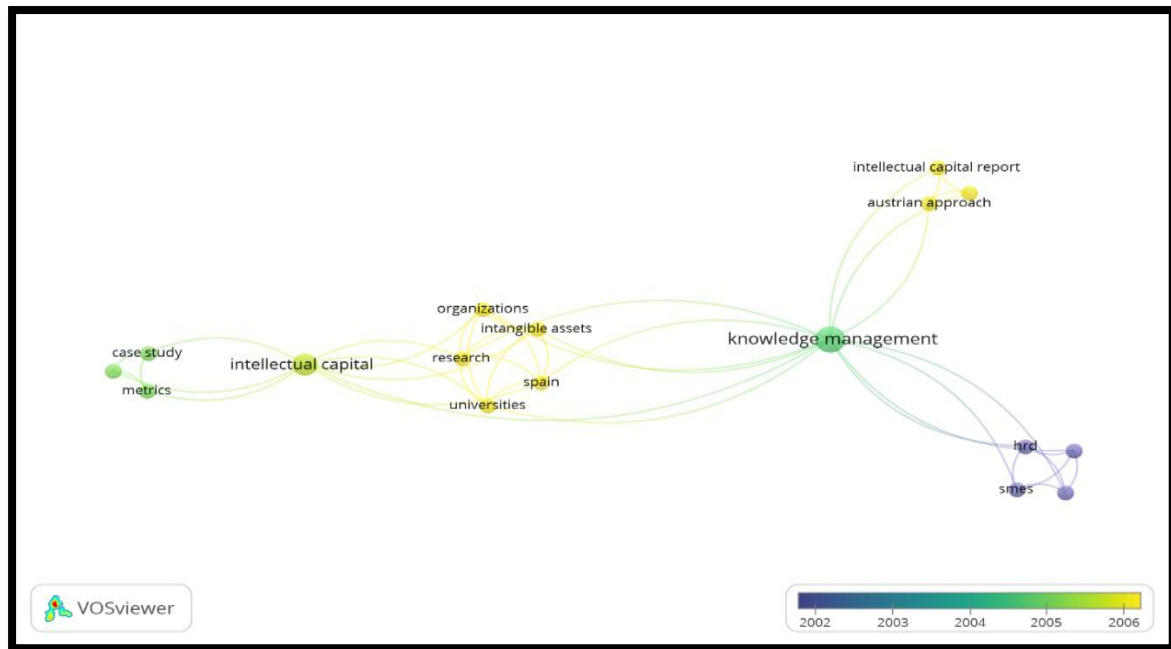 intellectual capital report
austrian approach
organizations
intangible assets
knowledge management
case study
intellectual capital
research
spain
metrics
universities
hrd
smes
VOSviewer
2002 2003 2004 2005 2006